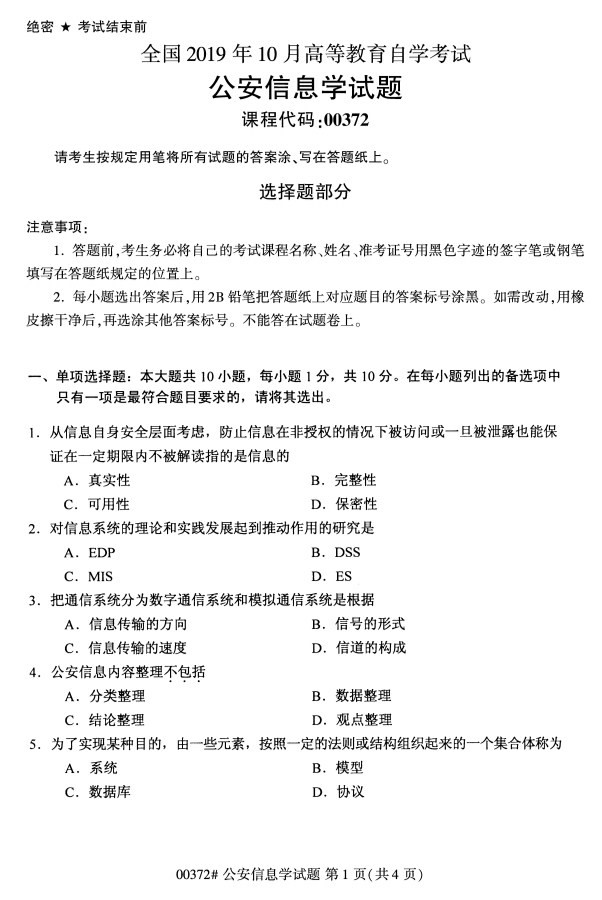 绝密 ★ 考试结束前
全国 2019 年 10 月高等教育自学考试
公安信息学试题
课程代码:00372
请考生按规定用笔将所有试题的答案涂、写在答题纸上。
选择题部分
注意事项:
1. 答题前,考生务必将自己的考试课程名称、姓名、准考证号用黑色字迹的签字笔或钢笔
填写在答题纸规定的位置上。
2. 每小题选出答案后,用 2B 铅笔把答题纸上对应题目的答案标号涂黑。如需改动,用橡
皮擦干净后,再选涂其他答案标号。不能答在试题卷上。
一、单项选择题：本大题共 10 小题，每小题 1 分，共 10 分。在每小题列出的备选项中
只有一项是最符合题目要求的，请将其选出。
1．从信息自身安全层面考虑，防止信息在非授权的情况下被访问或一旦被泄露也能保
证在一定期限内不被解读指的是信息的
A．真实性 B．完整性
C．可用性 D．保密性
2．对信息系统的理论和实践发展起到推动作用的研究是
A．EDP B．DSS
C．MIS D．ES
3．把通信系统分为数字通信系统和模拟通信系统是根据
A．信息传输的方向 B．信号的形式
C．信息传输的速度 D．信道的构成
4．公安信息内容整理不包括
A．分类整理 B．数据整理
C．结论整理 D．观点整理
5．为了实现某种目的，由一些元素，按照一定的法则或结构组织起来的一个集合体称为
A．系统 B．模型
C．数据库 D．协议
00372# 公安信息学试题 第 1 页(共 4 页)